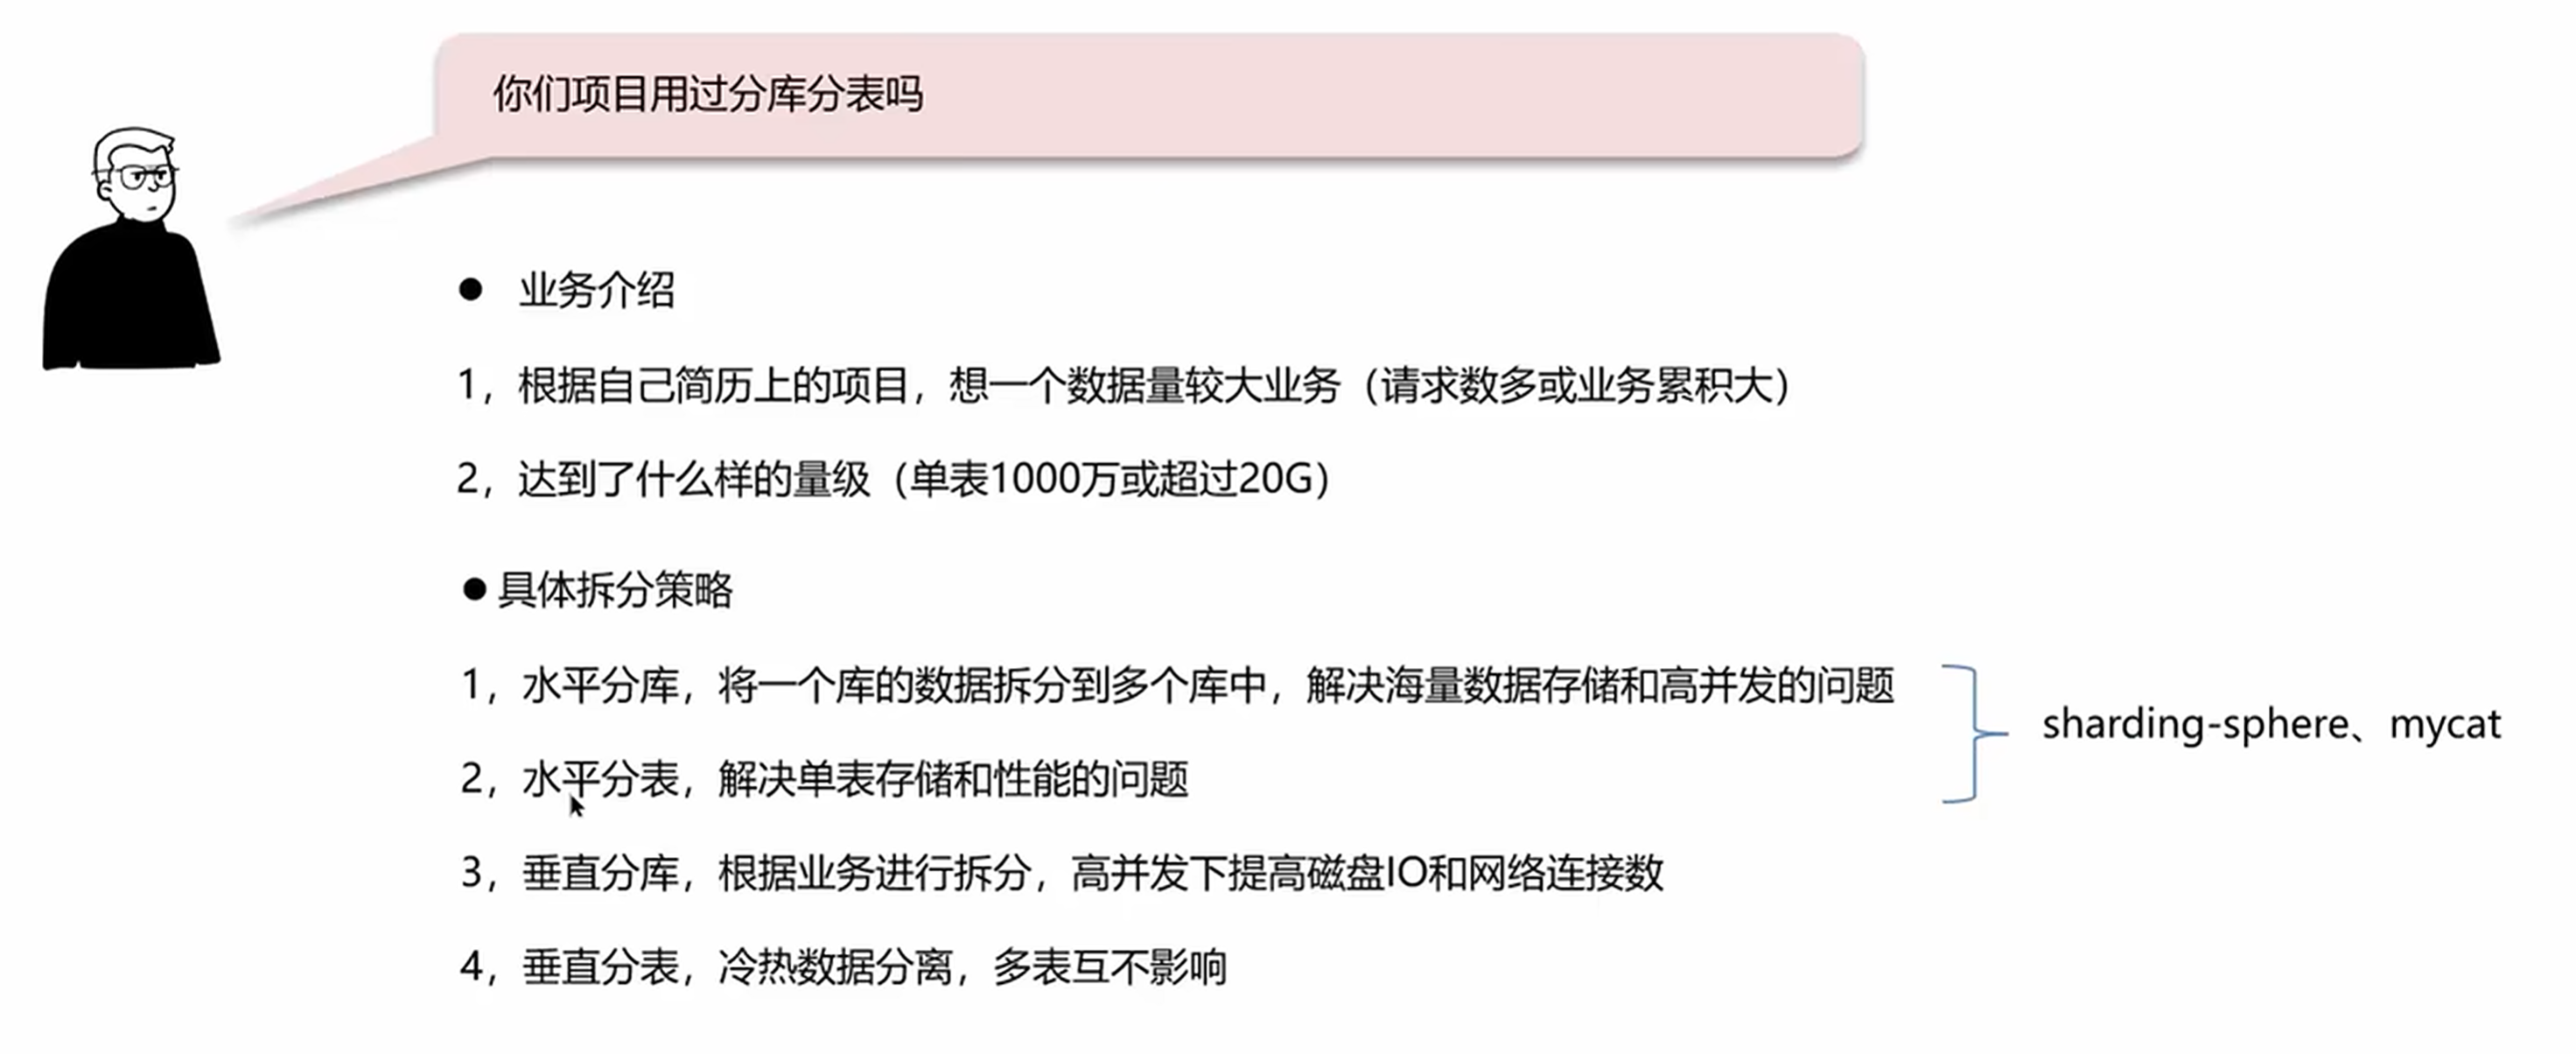 你们项目用过分库分表吗
● 业务介绍
1，根据自己简历上的项目，想一个数据量较大业务（请求数多或业务累积大）
2，达到了什么样的量级（单表1000万或超过20G）
● 具体拆分策略
1，水平分库，将一个库的数据拆分到多个库中，解决海量数据存储和高并发的问题
2，水平分表，解决单表存储和性能的问题
sharding-sphere、mycat
3，垂直分库，根据业务进行拆分，高并发下提高磁盘IO和网络连接数
4，垂直分表，冷热数据分离，多表互不影响